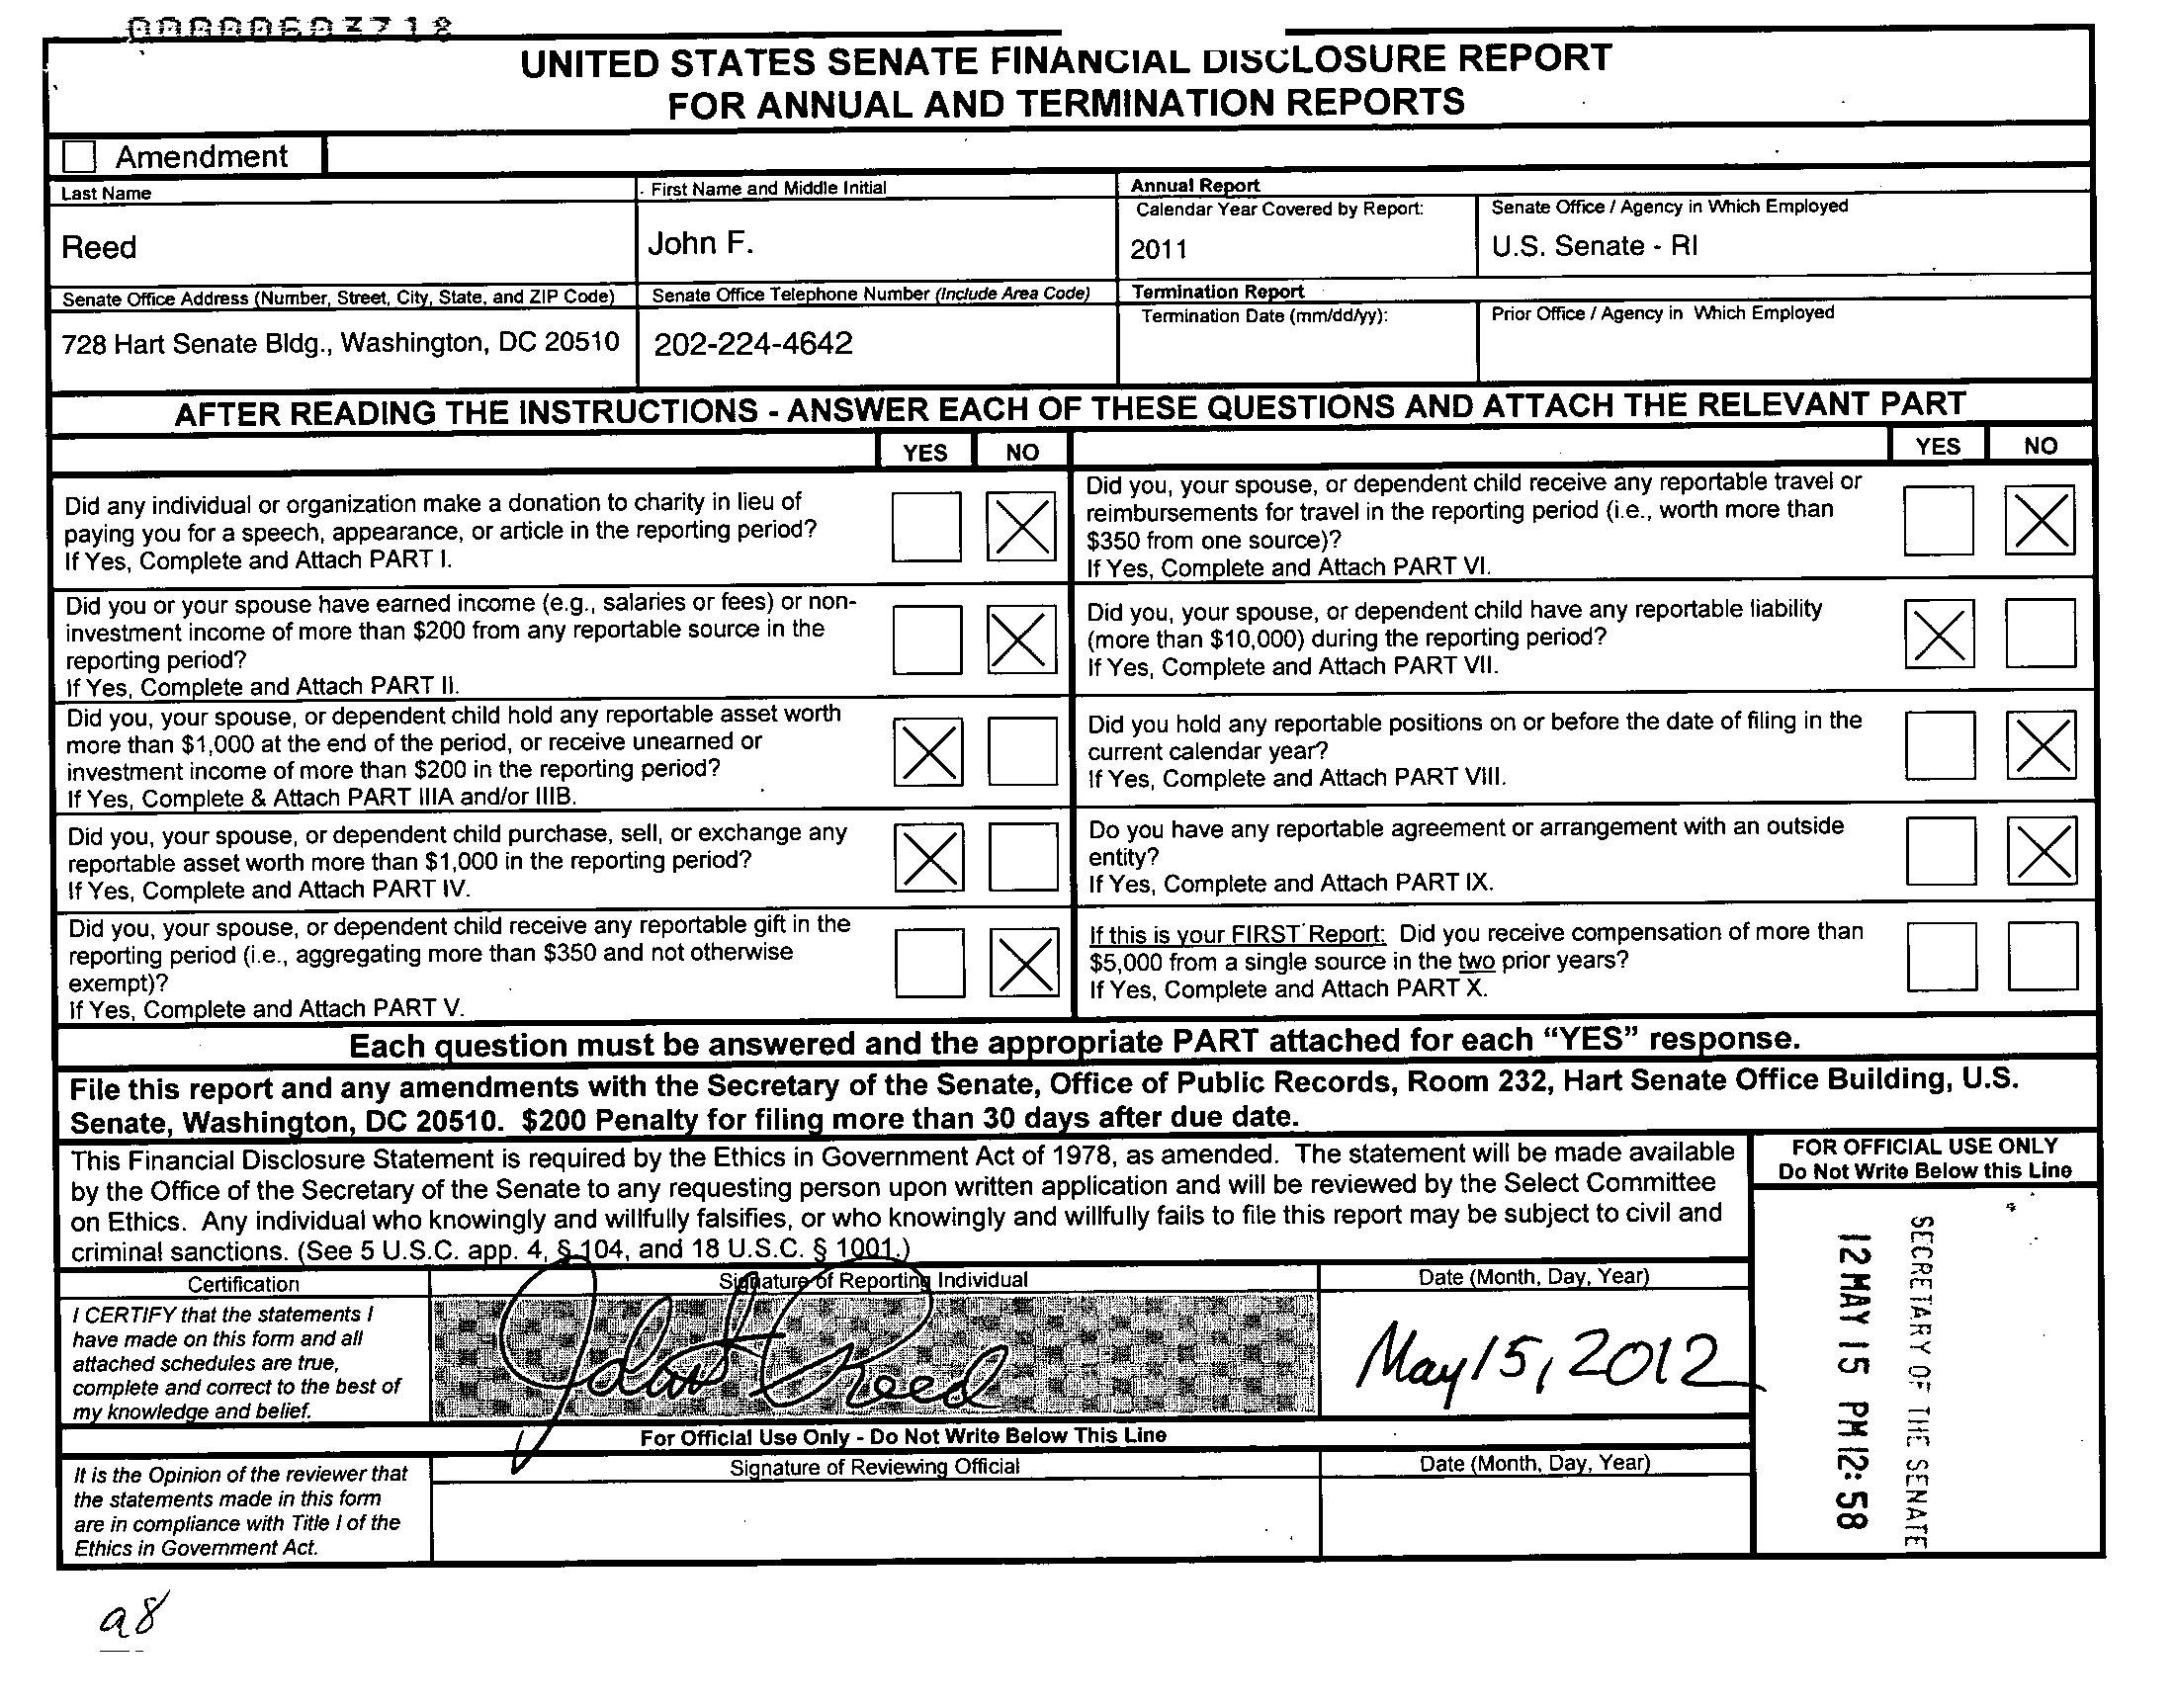 00000603718
UNITED STATES SENATE FINANCIAL DISCLOSURE REPORT
FOR ANNUAL AND TERMINATION REPORTS
Amendment
Last Name
First Name and Middle Initial
Annual Report
Calendar Year Covered by Report:
Senate Office / Agency in Which Employed
Reed
John F.
2011
U.S. Senate - RI
Senate Office Address (Number, Street, City, State, and ZIP Code)
Senate Office Telephone Number (Include Area Code)
Termination Report
Termination Date (mm/dd/yy):
Prior Office / Agency in Which Employed
728 Hart Senate Bldg., Washington, DC 20510
202-224-4642
AFTER READING THE INSTRUCTIONS - ANSWER EACH OF THESE QUESTIONS AND ATTACH THE RELEVANT PART
YES NO
YES NO
Did any individual or organization make a donation to charity in lieu of
paying you for a speech, appearance, or article in the reporting period?
If Yes, Complete and Attach PART I.
Did you, your spouse, or dependent child receive any reportable travel or
reimbursements for travel in the reporting period (i.e., worth more than
$350 from one source)?
If Yes, Complete and Attach PART VI.
Did you or your spouse have earned income (e.g., salaries or fees) or non-
investment income of more than $200 from any reportable source in the
reporting period?
If Yes, Complete and Attach PART II.
Did you, your spouse, or dependent child have any reportable liability
(more than $10,000) during the reporting period?
If Yes, Complete and Attach PART VII.
Did you, your spouse, or dependent child hold any reportable asset worth
more than $1,000 at the end of the period, or receive unearned or
investment income of more than $200 in the reporting period?
If Yes, Complete & Attach PART IIIA and/or IIIB.
Did you hold any reportable positions on or before the date of filing in the
current calendar year?
If Yes, Complete and Attach PART VIII.
Did you, your spouse, or dependent child purchase, sell, or exchange any
reportable asset worth more than $1,000 in the reporting period?
If Yes, Complete and Attach PART IV.
Do you have any reportable agreement or arrangement with an outside
entity?
If Yes, Complete and Attach PART IX.
Did you, your spouse, or dependent child receive any reportable gift in the
reporting period (i.e., aggregating more than $350 and not otherwise
exempt)?
If Yes, Complete and Attach PART V.
If this is your FIRST Report: Did you receive compensation of more than
$5,000 from a single source in the two prior years?
If Yes, Complete and Attach PART X.
Each question must be answered and the appropriate PART attached for each “YES” response.
File this report and any amendments with the Secretary of the Senate, Office of Public Records, Room 232, Hart Senate Office Building, U.S.
Senate, Washington, DC 20510. $200 Penalty for filing more than 30 days after due date.
This Financial Disclosure Statement is required by the Ethics in Government Act of 1978, as amended. The statement will be made available
by the Office of the Secretary of the Senate to any requesting person upon written application and will be reviewed by the Select Committee
on Ethics. Any individual who knowingly and willfully falsifies, or who knowingly and willfully fails to file this report may be subject to civil and
criminal sanctions. (See 5 U.S.C. app. 4, § 104, and 18 U.S.C. § 1001.)
FOR OFFICIAL USE ONLY
Do Not Write Below this Line
SECRETARY OF THE SENATE
12 MAY 15 PM 12: 58
Certification
Signature of Reporting Individual
Date (Month, Day, Year)
I CERTIFY that the statements I
have made on this form and all
attached schedules are true,
complete and correct to the best of
my knowledge and belief.
Reed
May 15, 2012
For Official Use Only - Do Not Write Below This Line
It is the Opinion of the reviewer that
the statements made in this form
are in compliance with Title I of the
Ethics in Government Act.
Signature of Reviewing Official
Date (Month, Day, Year)
a8